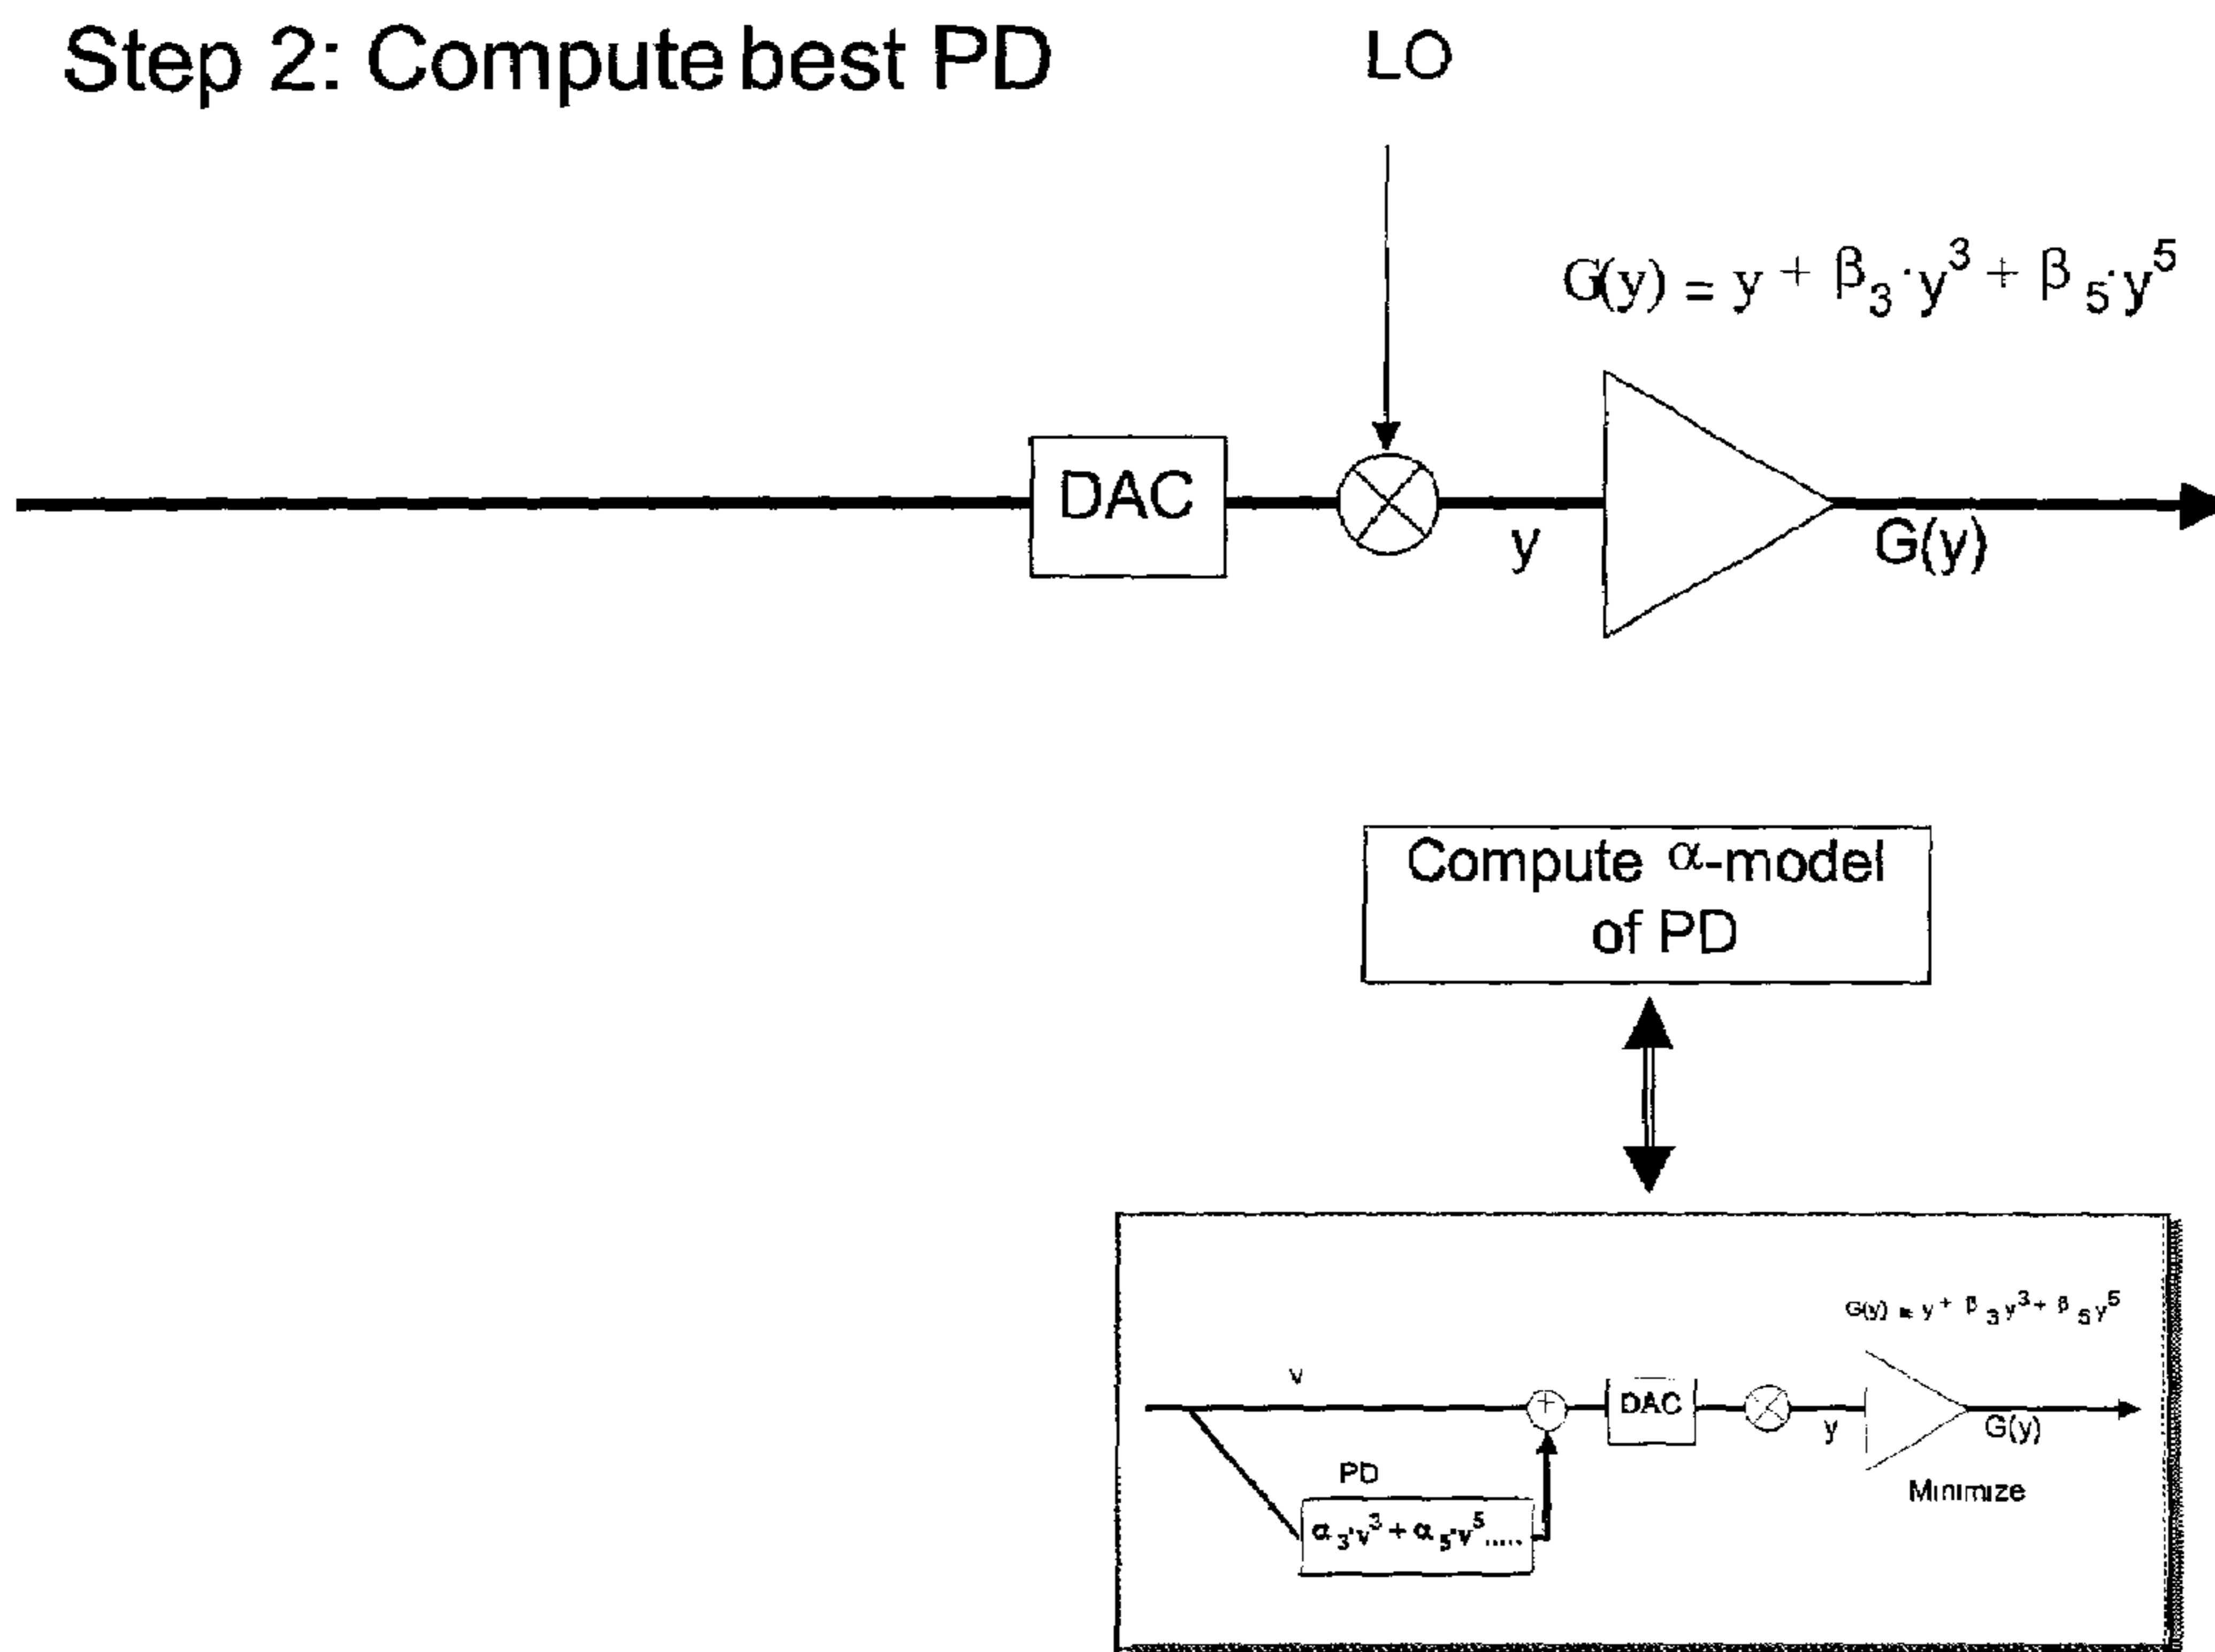 Step 2: Compute best PD
LO
G(y) = y + β₃·y³ + β₅·y⁵
DAC
y
G(y)
Compute α-model
of PD
G(y) = y + β₃y³ + β₅y⁵
v
+
DAC
y
G(y)
PD
Minimize
α₃·v³ + α₅·v⁵.....